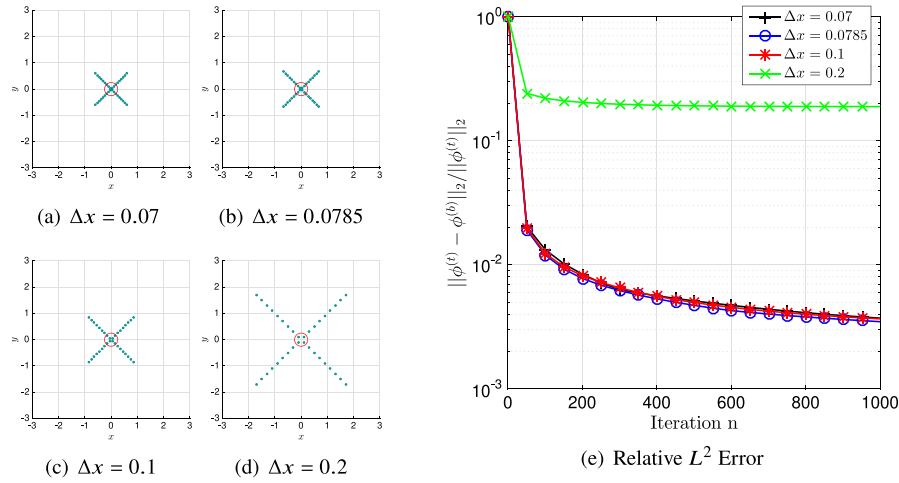 3
2
1
0
-1
-2
-3
-3 -2 -1 0 1 2 3
x
y
(a) Δx = 0.07
3
2
1
0
-1
-2
-3
-3 -2 -1 0 1 2 3
x
y
(b) Δx = 0.0785
3
2
1
0
-1
-2
-3
-3 -2 -1 0 1 2 3
x
y
(c) Δx = 0.1
3
2
1
0
-1
-2
-3
-3 -2 -1 0 1 2 3
x
y
(d) Δx = 0.2
Δx = 0.07
Δx = 0.0785
Δx = 0.1
Δx = 0.2
||ϕ^(t) − ϕ^(b)||₂/||ϕ^(t)||₂
10⁰
10⁻¹
10⁻²
10⁻³
0 200 400 600 800 1000
Iteration n
(e) Relative L² Error